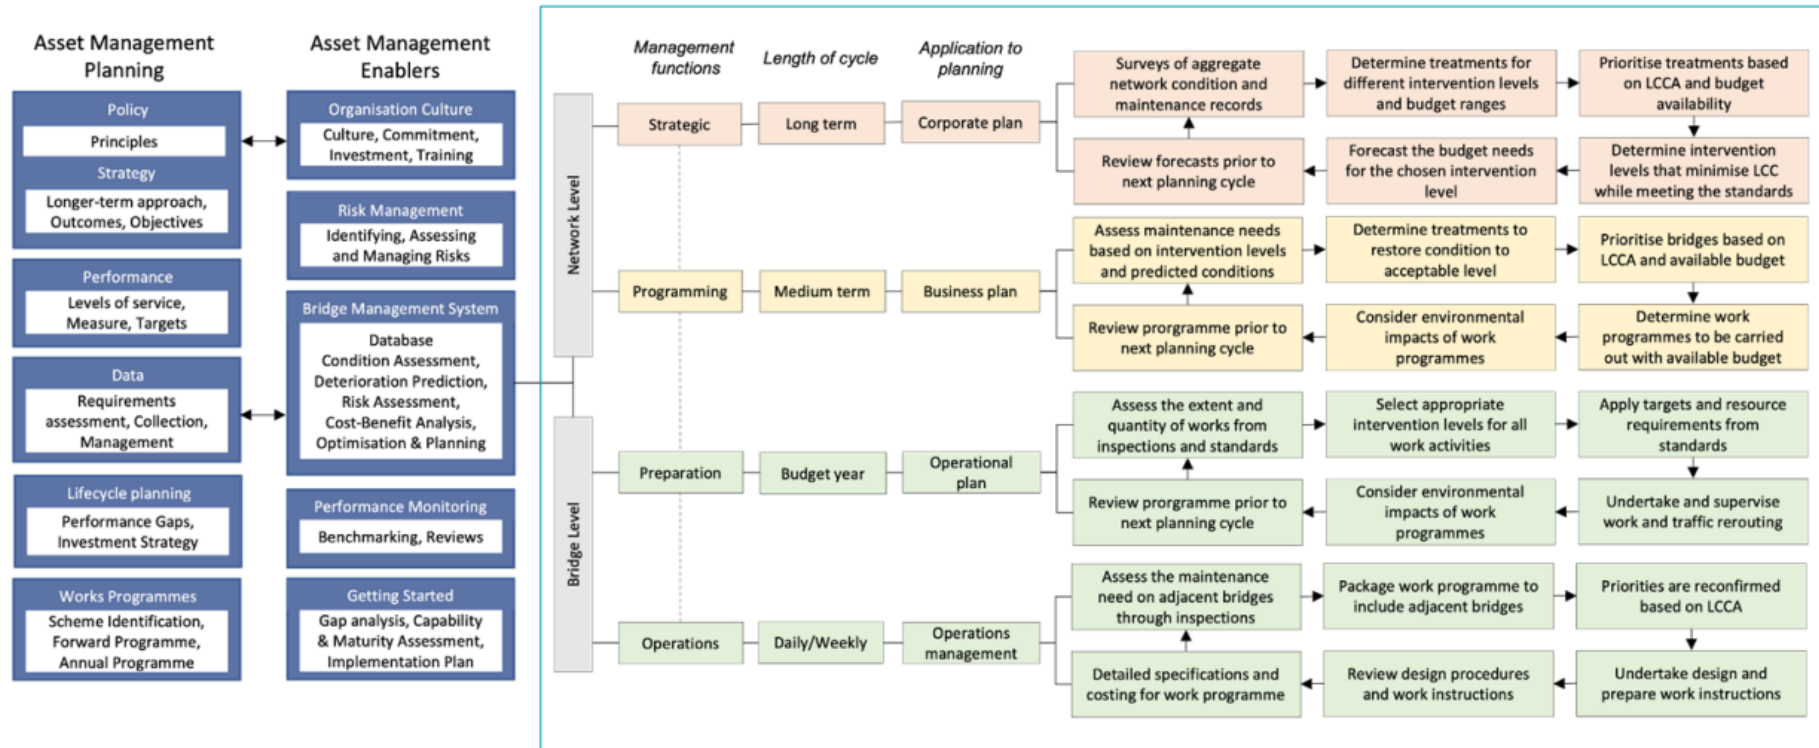 Asset Management
Planning
Policy
Principles
Strategy
Longer-term approach,
Outcomes, Objectives
Performance
Levels of service,
Measure, Targets
Data
Requirements
assessment, Collection,
Management
Lifecycle planning
Performance Gaps,
Investment Strategy
Works Programmes
Scheme Identification,
Forward Programme,
Annual Programme
Asset Management
Enablers
Organisation Culture
Culture, Commitment,
Investment, Training
Risk Management
Identifying, Assessing
and Managing Risks
Bridge Management System
Database
Condition Assessment,
Deterioration Prediction,
Risk Assessment,
Cost-Benefit Analysis,
Optimisation & Planning
Performance Monitoring
Benchmarking, Reviews
Getting Started
Gap analysis, Capability
& Maturity Assessment,
Implementation Plan
Management
functions
Length of cycle
Application to
planning
Network Level
Strategic
Long term
Corporate plan
Surveys of aggregate
network condition and
maintenance records
Determine treatments for
different intervention levels
and budget ranges
Prioritise treatments based
on LCCA and budget
availability
Review forecasts prior to
next planning cycle
Forecast the budget needs
for the chosen intervention
level
Determine intervention
levels that minimise LCC
while meeting the standards
Programming
Medium term
Business plan
Assess maintenance needs
based on intervention levels
and predicted conditions
Determine treatments to
restore condition to
acceptable level
Prioritise bridges based on
LCCA and available budget
Review prorgramme prior to
next planning cycle
Consider environmental
impacts of work
programmes
Determine work
programmes to be carried
out with available budget
Bridge Level
Preparation
Budget year
Operational
plan
Assess the extent and
quantity of works from
inspections and standards
Select appropriate
intervention levels for all
work activities
Apply targets and resource
requirements from
standards
Review prorgramme prior to
next planning cycle
Consider environmental
impacts of work
programmes
Undertake and supervise
work and traffic rerouting
Operations
Daily/Weekly
Operations
management
Assess the maintenance
need on adjacent bridges
through inspections
Package work programme to
include adjacent bridges
Priorities are reconfirmed
based on LCCA
Detailed specifications and
costing for work programme
Review design procedures
and work instructions
Undertake design and
prepare work instructions